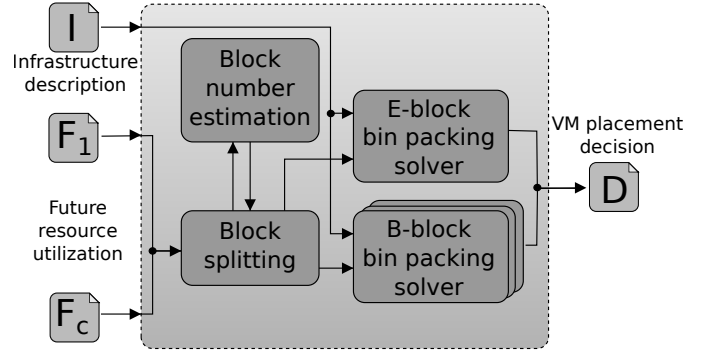 I
Infrastructure
description
F1
Future
resource
utilization
Fc
Block
number
estimation
Block
splitting
E-block
bin packing
solver
B-block
bin packing
solver
VM placement
decision
D